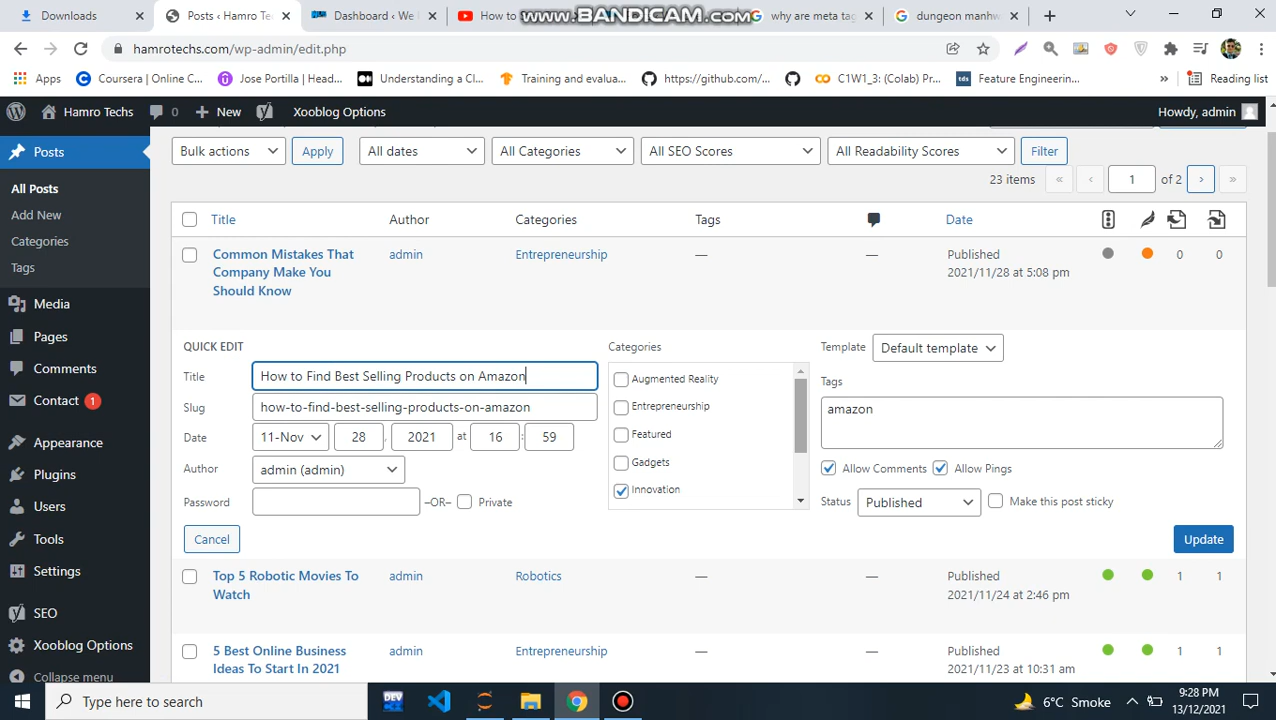 Downloads
Posts ‹ Hamro Tec
Dashboard ‹ We
How to
WWW.BANDICAM.COM
why are meta tag
dungeon manhw
hamrotechs.com/wp-admin/edit.php
Apps
Coursera | Online C...
Jose Portilla | Head...
Understanding a Cl...
Training and evalua...
https://github.com/...
C1W1_3: (Colab) Pr...
Feature Engineerin...
Reading list
Hamro Techs
0
New
Xooblog Options
Howdy, admin
Posts
All Posts
Add New
Categories
Tags
Media
Pages
Comments
Contact 1
Appearance
Plugins
Users
Tools
Settings
SEO
Xooblog Options
Collapse menu
Bulk actions
Apply
All dates
All Categories
All SEO Scores
All Readability Scores
Filter
23 items
«
‹
1
of 2
›
»
Title
Author
Categories
Tags
Date
Common Mistakes That
Company Make You
Should Know
admin
Entrepreneurship
—
—
Published
2021/11/28 at 5:08 pm
0
0
QUICK EDIT
Title
How to Find Best Selling Products on Amazon
Slug
how-to-find-best-selling-products-on-amazon
Date
11-Nov
28
,
2021
at
16
:
59
Author
admin (admin)
Password
–OR–
Private
Categories
Augmented Reality
Entrepreneurship
Featured
Gadgets
Innovation
Template
Default template
Tags
amazon
Allow Comments
Allow Pings
Status
Published
Make this post sticky
Cancel
Update
Top 5 Robotic Movies To
Watch
admin
Robotics
—
—
Published
2021/11/24 at 2:46 pm
1
1
5 Best Online Business
Ideas To Start In 2021
admin
Entrepreneurship
—
—
Published
2021/11/23 at 10:31 am
1
1
Type here to search
DEV
6°C Smoke
9:28 PM
13/12/2021